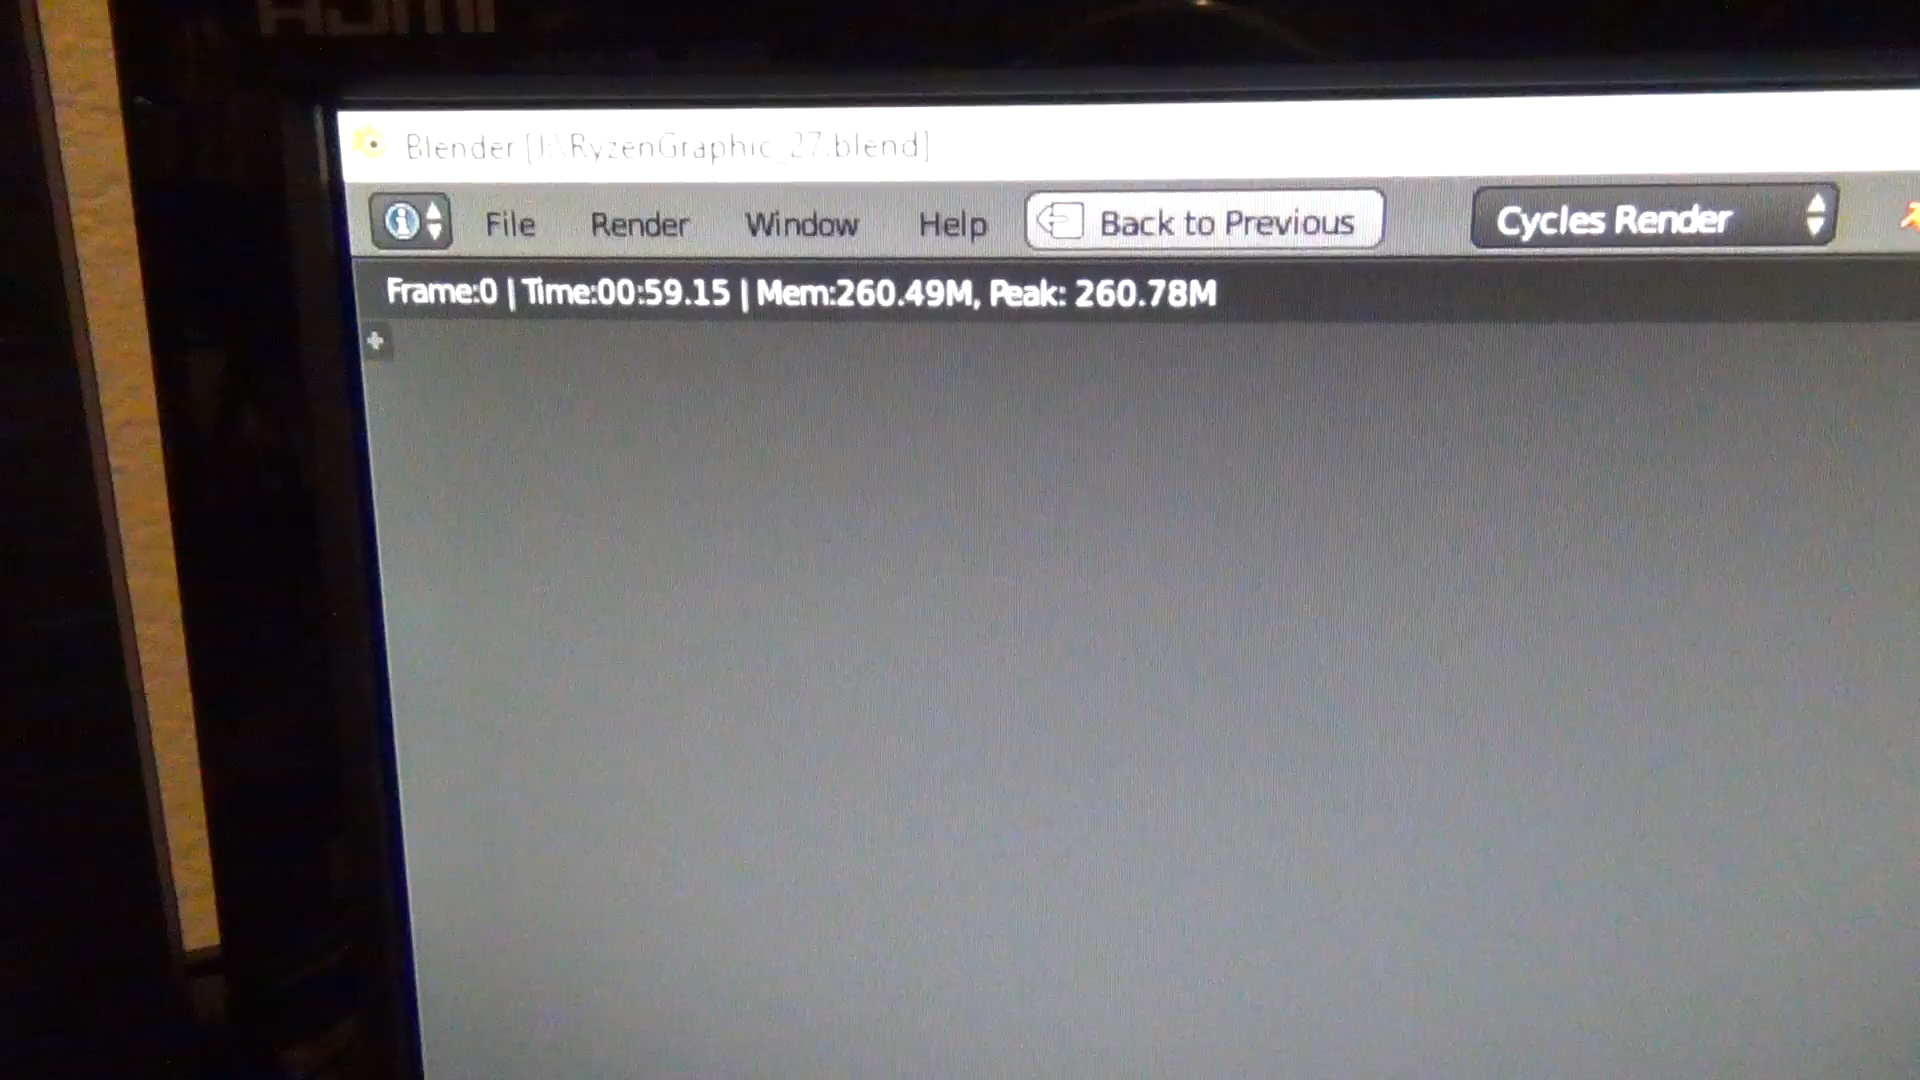 HDMI
Blender [J:\RyzenGraphic_27.blend]
File Render Window Help Back to Previous Cycles Render
Frame:0 | Time:00:59.15 | Mem:260.49M, Peak: 260.78M